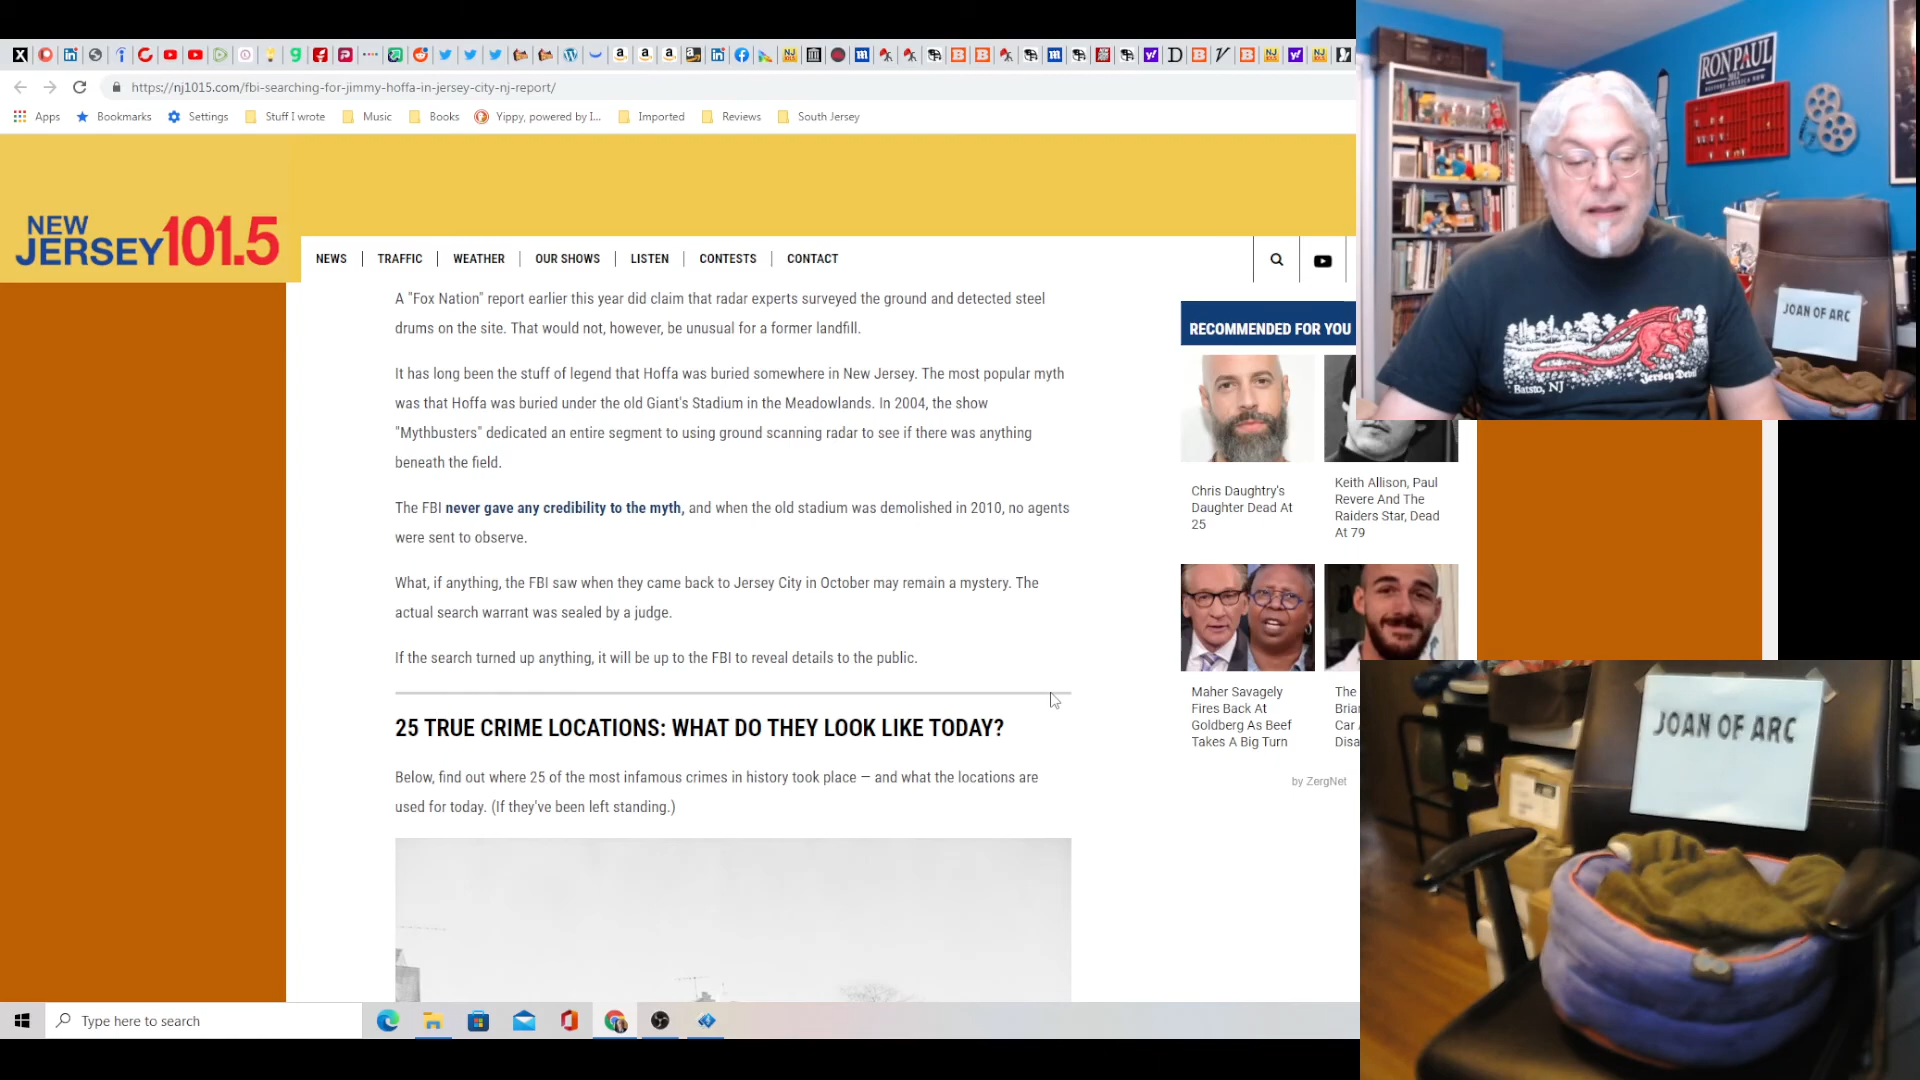 https://nj1015.com/fbi-searching-for-jimmy-hoffa-in-jersey-city-nj-report/
Apps Bookmarks Settings Stuff I wrote Music Books Yippy, powered by I... Imported Reviews South Jersey
NEW
JERSEY 101.5
NEWS TRAFFIC WEATHER OUR SHOWS LISTEN CONTESTS CONTACT
A "Fox Nation" report earlier this year did claim that radar experts surveyed the ground and detected steel
drums on the site. That would not, however, be unusual for a former landfill.
It has long been the stuff of legend that Hoffa was buried somewhere in New Jersey. The most popular myth
was that Hoffa was buried under the old Giant's Stadium in the Meadowlands. In 2004, the show
"Mythbusters" dedicated an entire segment to using ground scanning radar to see if there was anything
beneath the field.
The FBI never gave any credibility to the myth, and when the old stadium was demolished in 2010, no agents
were sent to observe.
What, if anything, the FBI saw when they came back to Jersey City in October may remain a mystery. The
actual search warrant was sealed by a judge.
If the search turned up anything, it will be up to the FBI to reveal details to the public.
25 TRUE CRIME LOCATIONS: WHAT DO THEY LOOK LIKE TODAY?
Below, find out where 25 of the most infamous crimes in history took place — and what the locations are
used for today. (If they've been left standing.)
RECOMMENDED FOR YOU
Chris Daughtry's
Daughter Dead At
25
Keith Allison, Paul
Revere And The
Raiders Star, Dead
At 79
Maher Savagely
Fires Back At
Goldberg As Beef
Takes A Big Turn
The
Brian
Car
Disa
by ZergNet
RON PAUL
2012
JOAN OF ARC
Batsto, NJ
Jersey Devil
JOAN OF ARC
Type here to search